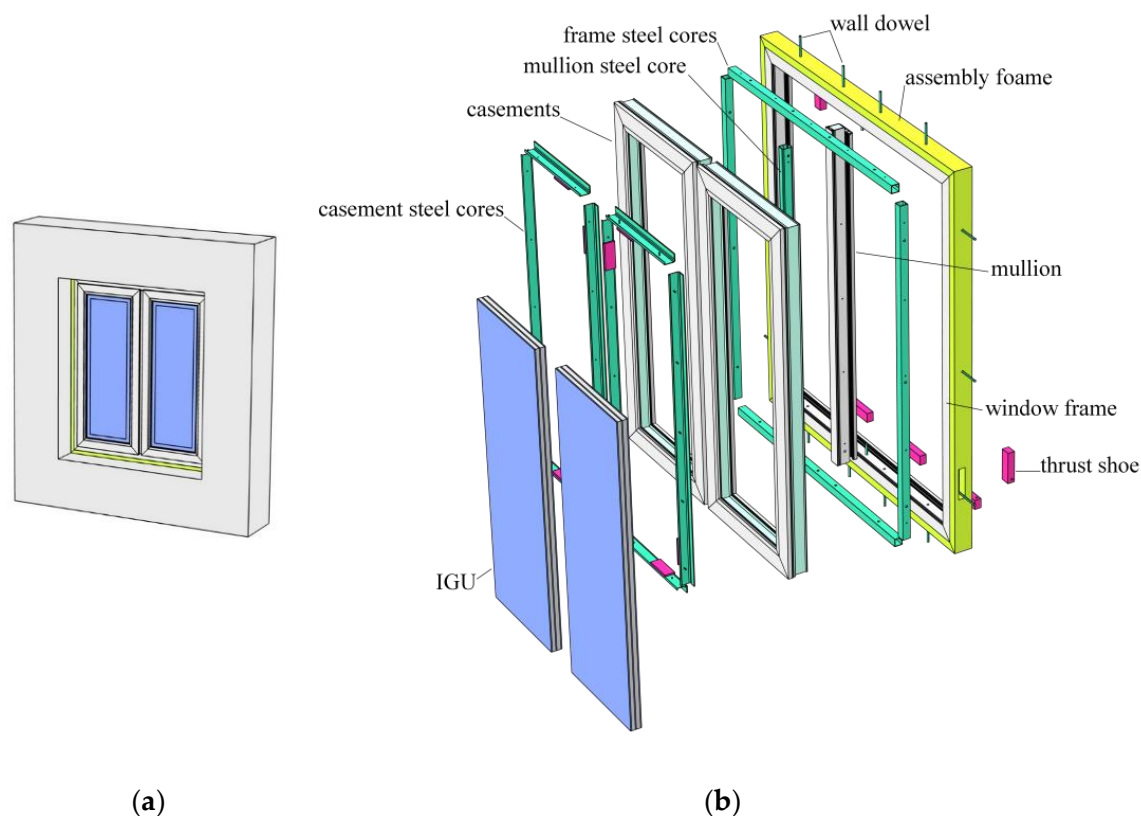 wall dowel
frame steel cores
mullion steel core
assembly foame
casements
casement steel cores
mullion
window frame
thrust shoe
IGU
(a)
(b)